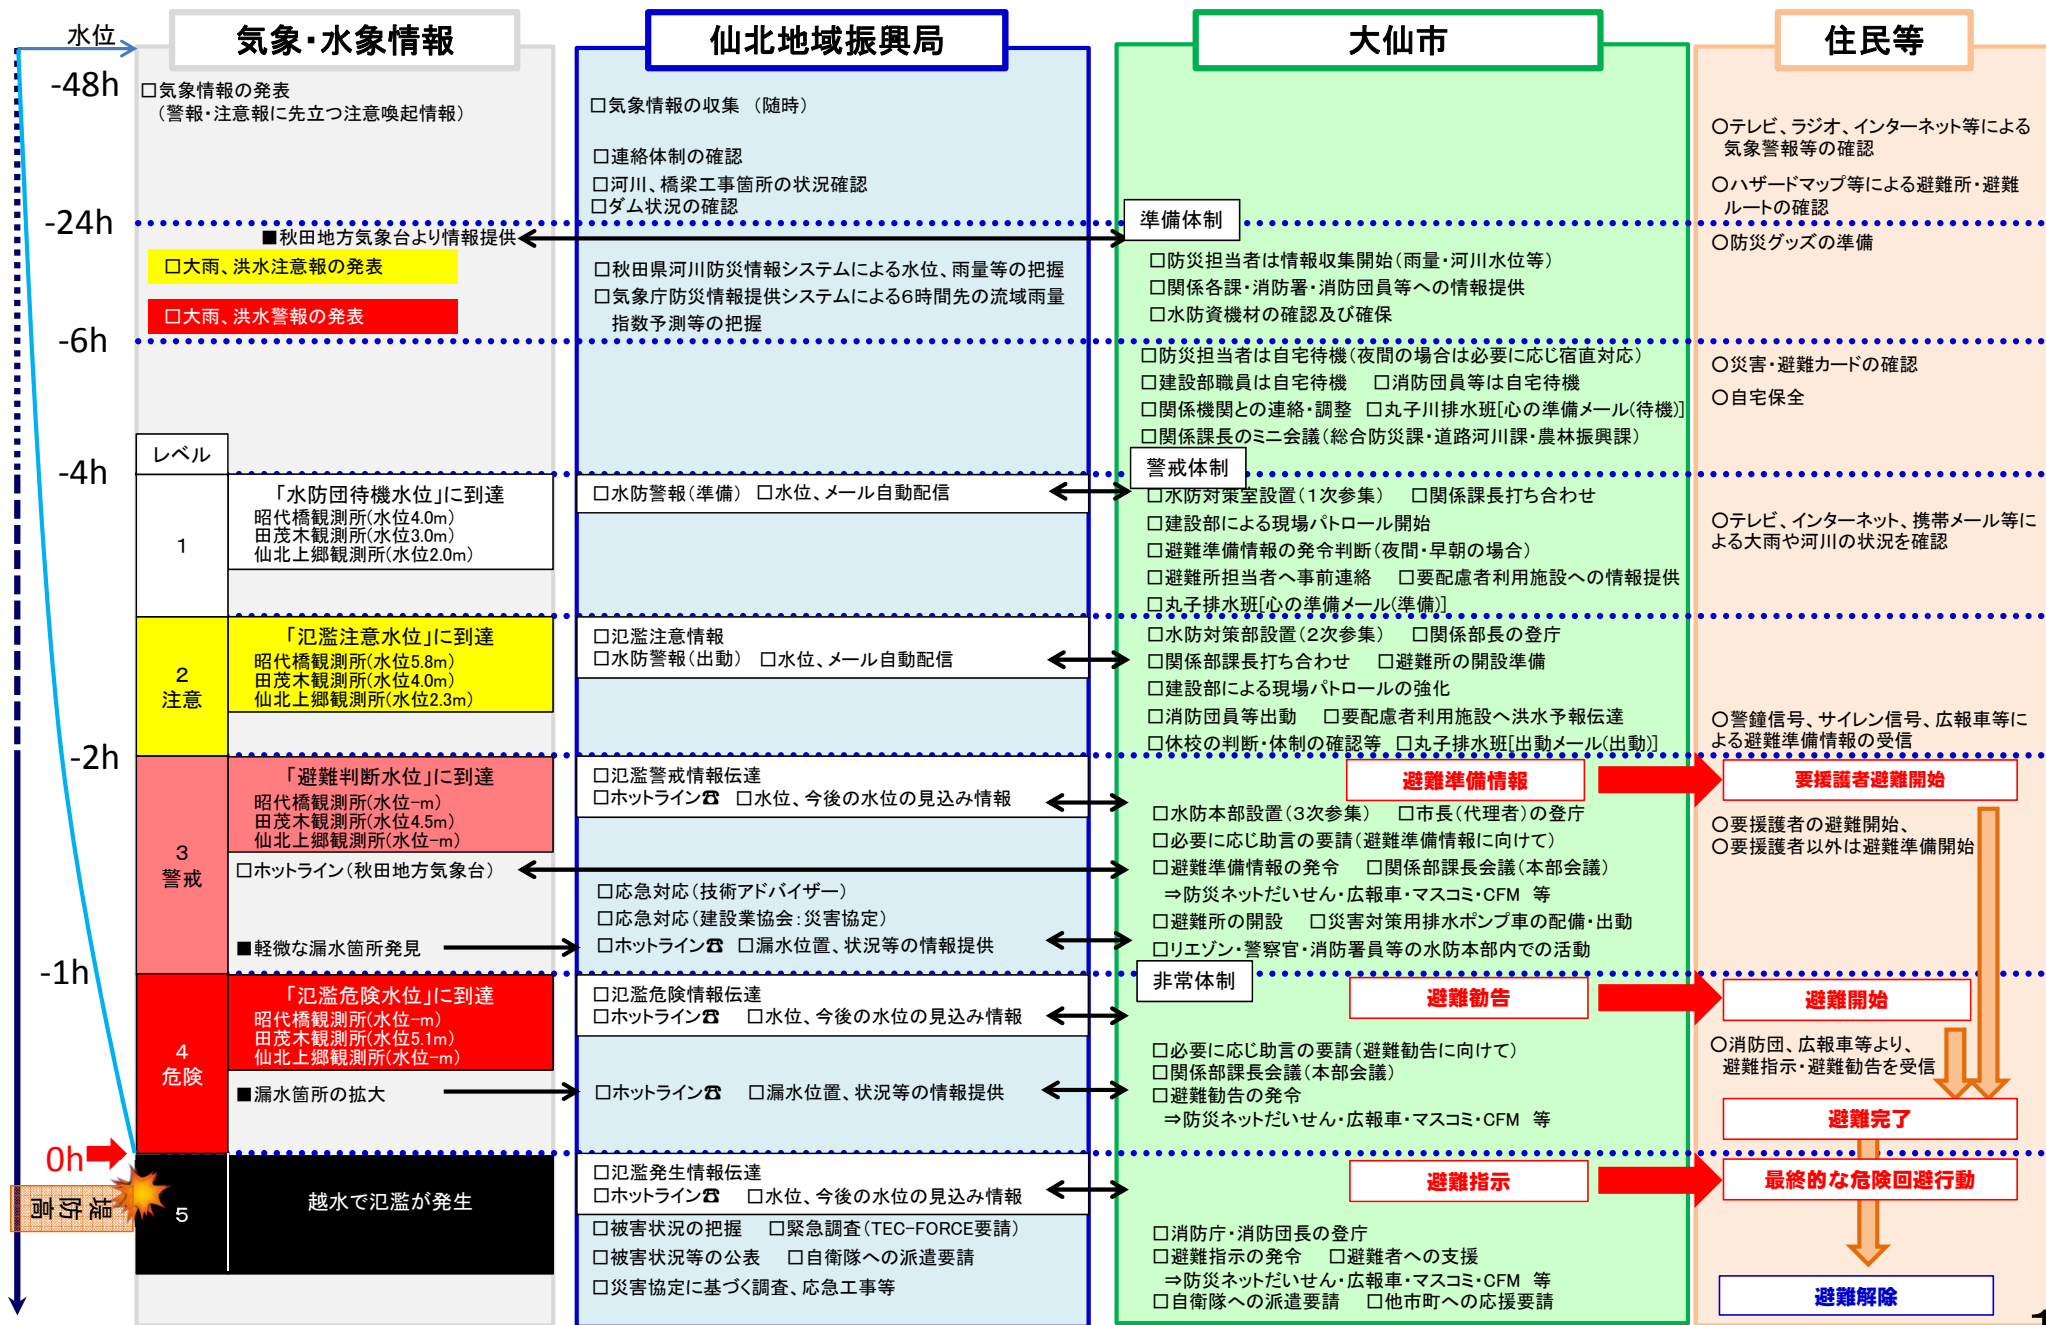 水位
-48h
-24h
-6h
-4h
-2h
-1h
0h
堤防高
気象・水象情報
□気象情報の発表
（警報・注意報に先立つ注意喚起情報）
■秋田地方気象台より情報提供
□大雨、洪水注意報の発表
□大雨、洪水警報の発表
レベル
1
「水防団待機水位」に到達
昭代橋観測所(水位4.0m)
田茂木観測所(水位3.0m)
仙北上郷観測所(水位2.0m)
2
注意
「氾濫注意水位」に到達
昭代橋観測所(水位5.8m)
田茂木観測所(水位4.0m)
仙北上郷観測所(水位2.3m)
3
警戒
「避難判断水位」に到達
昭代橋観測所(水位-m)
田茂木観測所(水位4.5m)
仙北上郷観測所(水位-m)
□ホットライン(秋田地方気象台)
■軽微な漏水箇所発見
4
危険
「氾濫危険水位」に到達
昭代橋観測所(水位-m)
田茂木観測所(水位5.1m)
仙北上郷観測所(水位-m)
■漏水箇所の拡大
5
越水で氾濫が発生
仙北地域振興局
□気象情報の収集 （随時）
□連絡体制の確認
□河川、橋梁工事箇所の状況確認
□ダム状況の確認
□秋田県河川防災情報システムによる水位、雨量等の把握
□気象庁防災情報提供システムによる6時間先の流域雨量
指数予測等の把握
□水防警報(準備) □水位、メール自動配信
□氾濫注意情報
□水防警報(出動) □水位、メール自動配信
□氾濫警戒情報伝達
□ホットライン☎ □水位、今後の水位の見込み情報
□応急対応(技術アドバイザー)
□応急対応(建設業協会:災害協定)
□ホットライン☎ □漏水位置、状況等の情報提供
□氾濫危険情報伝達
□ホットライン☎ □水位、今後の水位の見込み情報
□ホットライン☎ □漏水位置、状況等の情報提供
□氾濫発生情報伝達
□ホットライン☎ □水位、今後の水位の見込み情報
□被害状況の把握 □緊急調査(TEC-FORCE要請)
□被害状況等の公表 □自衛隊への派遣要請
□災害協定に基づく調査、応急工事等
大仙市
準備体制
□防災担当者は情報収集開始(雨量・河川水位等)
□関係各課・消防署・消防団員等への情報提供
□水防資機材の確認及び確保
□防災担当者は自宅待機(夜間の場合は必要に応じ宿直対応)
□建設部職員は自宅待機 □消防団員等は自宅待機
□関係機関との連絡・調整 □丸子川排水班[心の準備メール(待機)]
□関係課長のミニ会議(総合防災課・道路河川課・農林振興課)
警戒体制
□水防対策室設置(1次参集) □関係課長打ち合わせ
□建設部による現場パトロール開始
□避難準備情報の発令判断(夜間・早朝の場合)
□避難所担当者へ事前連絡 □要配慮者利用施設への情報提供
□丸子排水班[心の準備メール(準備)]
□水防対策部設置(2次参集) □関係部長の登庁
□関係部課長打ち合わせ □避難所の開設準備
□建設部による現場パトロールの強化
□消防団員等出動 □要配慮者利用施設へ洪水予報伝達
□休校の判断・体制の確認等 □丸子排水班[出動メール(出動)]
避難準備情報
□水防本部設置(3次参集) □市長(代理者)の登庁
□必要に応じ助言の要請(避難準備情報に向けて)
□避難準備情報の発令 □関係部課長会議(本部会議)
⇒防災ネットだいせん・広報車・マスコミ・CFM 等
□避難所の開設 □災害対策用排水ポンプ車の配備・出動
□リエゾン・警察官・消防署員等の水防本部内での活動
非常体制
避難勧告
□必要に応じ助言の要請(避難勧告に向けて)
□関係部課長会議(本部会議)
□避難勧告の発令
⇒防災ネットだいせん・広報車・マスコミ・CFM 等
避難指示
□消防庁・消防団長の登庁
□避難指示の発令 □避難者への支援
⇒防災ネットだいせん・広報車・マスコミ・CFM 等
□自衛隊への派遣要請 □他市町への応援要請
住民等
○テレビ、ラジオ、インターネット等による
気象警報等の確認
○ハザードマップ等による避難所・避難
ルートの確認
○防災グッズの準備
○災害・避難カードの確認
○自宅保全
○テレビ、インターネット、携帯メール等に
よる大雨や河川の状況を確認
○警鐘信号、サイレン信号、広報車等に
よる避難準備情報の受信
要援護者避難開始
○要援護者の避難開始、
○要援護者以外は避難準備開始
避難開始
○消防団、広報車等より、
避難指示・避難勧告を受信
避難完了
最終的な危険回避行動
避難解除